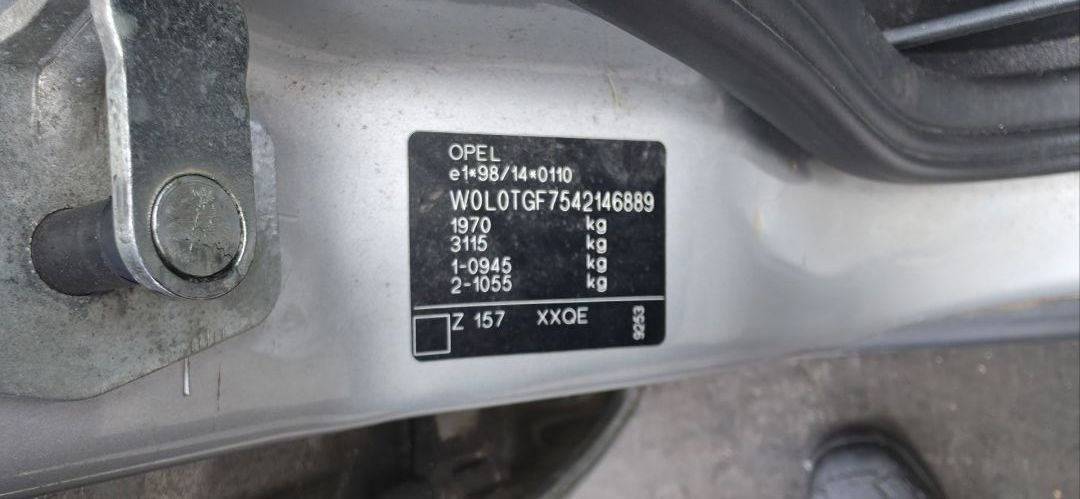 OPEL
e1*98/14*0110
W0L0TGF7542146889
1970 kg
3115 kg
1-0945 kg
2-1055 kg
Z 157 XXQE
9253